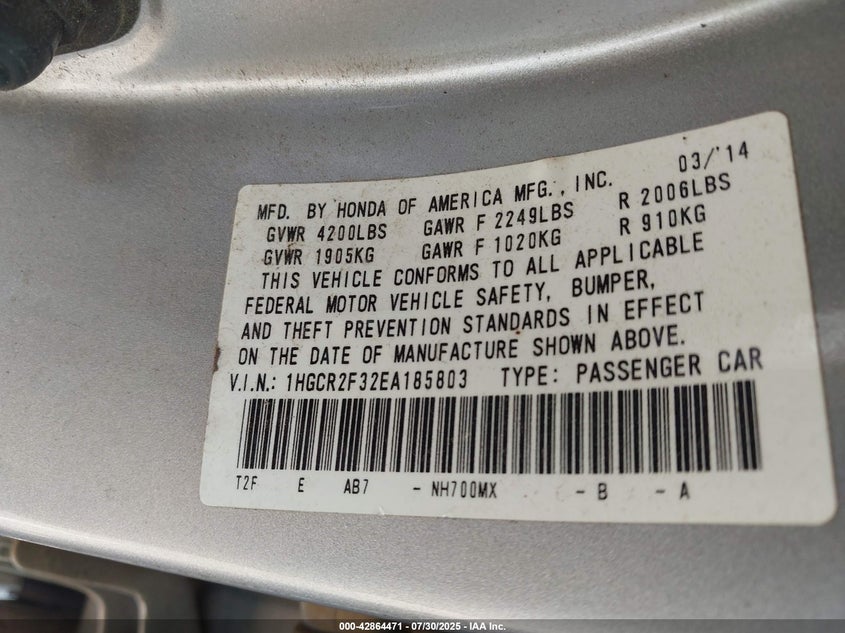 MFD. BY HONDA OF AMERICA MFG., INC. 03/'14
GVWR 4200LBS GAWR F 2249LBS R 2006LBS
GVWR 1905KG GAWR F 1020KG R 910KG
THIS VEHICLE CONFORMS TO ALL APPLICABLE
FEDERAL MOTOR VEHICLE SAFETY, BUMPER,
AND THEFT PREVENTION STANDARDS IN EFFECT
ON THE DATE OF MANUFACTURE SHOWN ABOVE.
V.I.N.: 1HGCR2F32EA185803 TYPE: PASSENGER CAR
T2F E AB7 - NH700MX - B - A
000-42864471 - 07/30/2025 - IAA Inc.